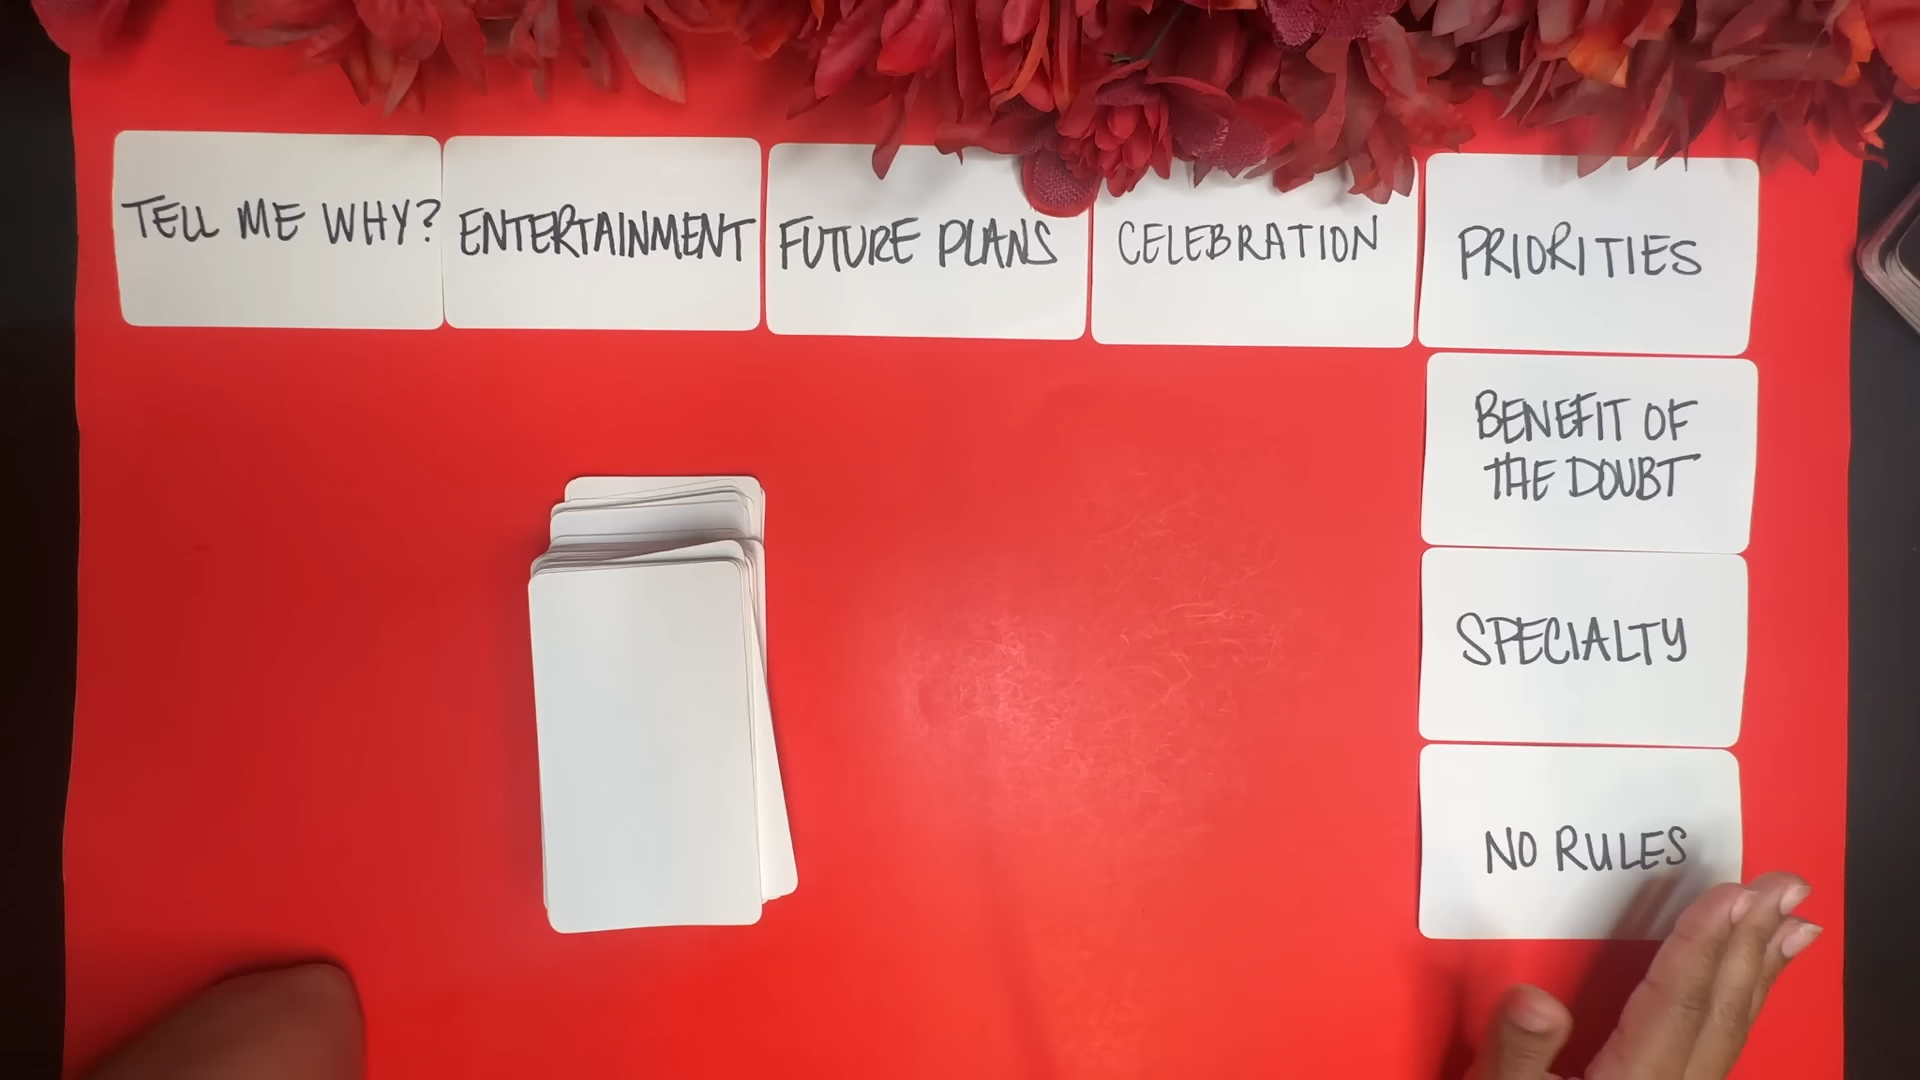 TELL ME WHY?
ENTERTAINMENT
FUTURE PLANS
CELEBRATION
PRIORITIES
BENEFIT OF
THE DOUBT
SPECIALTY
NO RULES